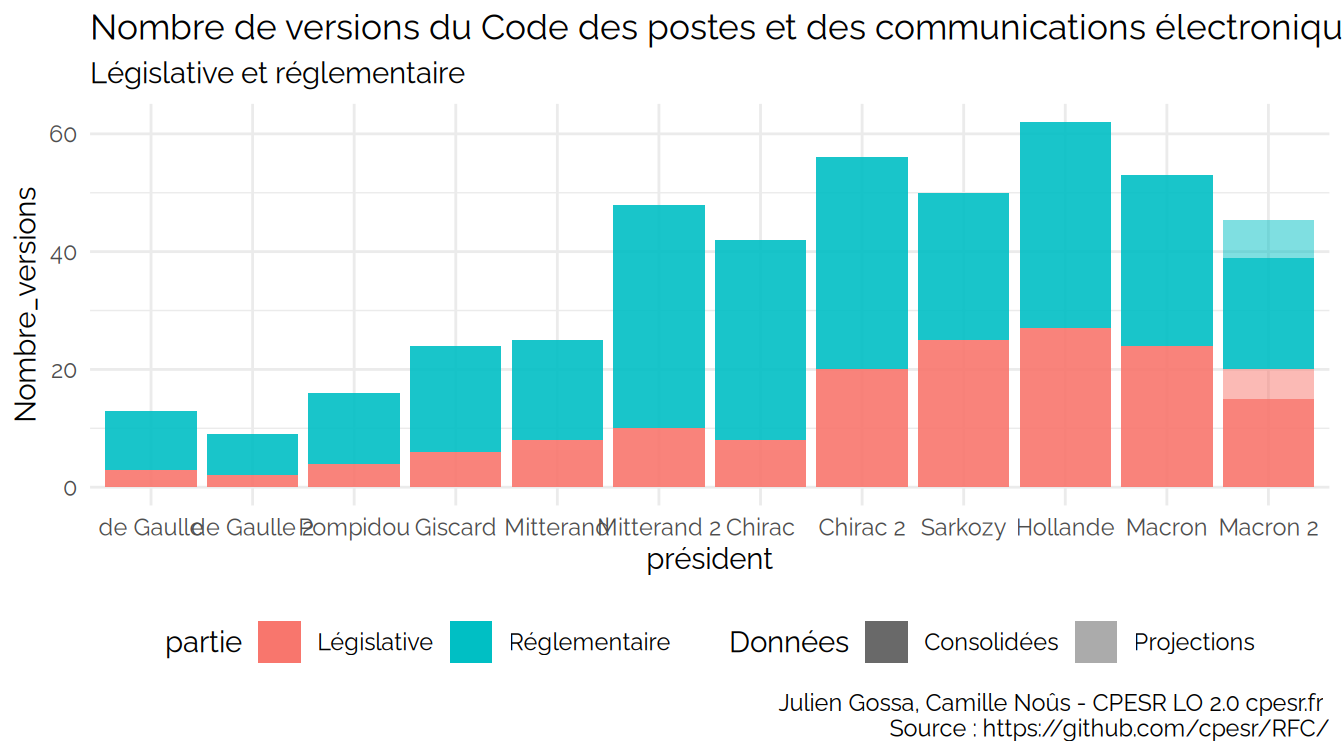 Nombre de versions du Code des postes et des communications électroniqu
Législative et réglementaire
Nombre_versions
60
40
20
0
de Gaulle de Gaulle 2 Pompidou Giscard Mitterrand Mitterrand 2 Chirac Chirac 2 Sarkozy Hollande Macron Macron 2
président
partie Législative Réglementaire Données Consolidées Projections
Julien Gossa, Camille Noûs - CPESR LO 2.0 cpesr.fr
Source : https://github.com/cpesr/RFC/